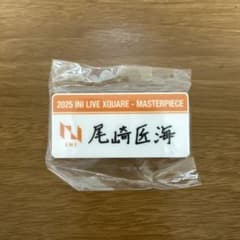 2025 INI LIVE XQUARE - MASTERPIECE
INI
尾崎匠海